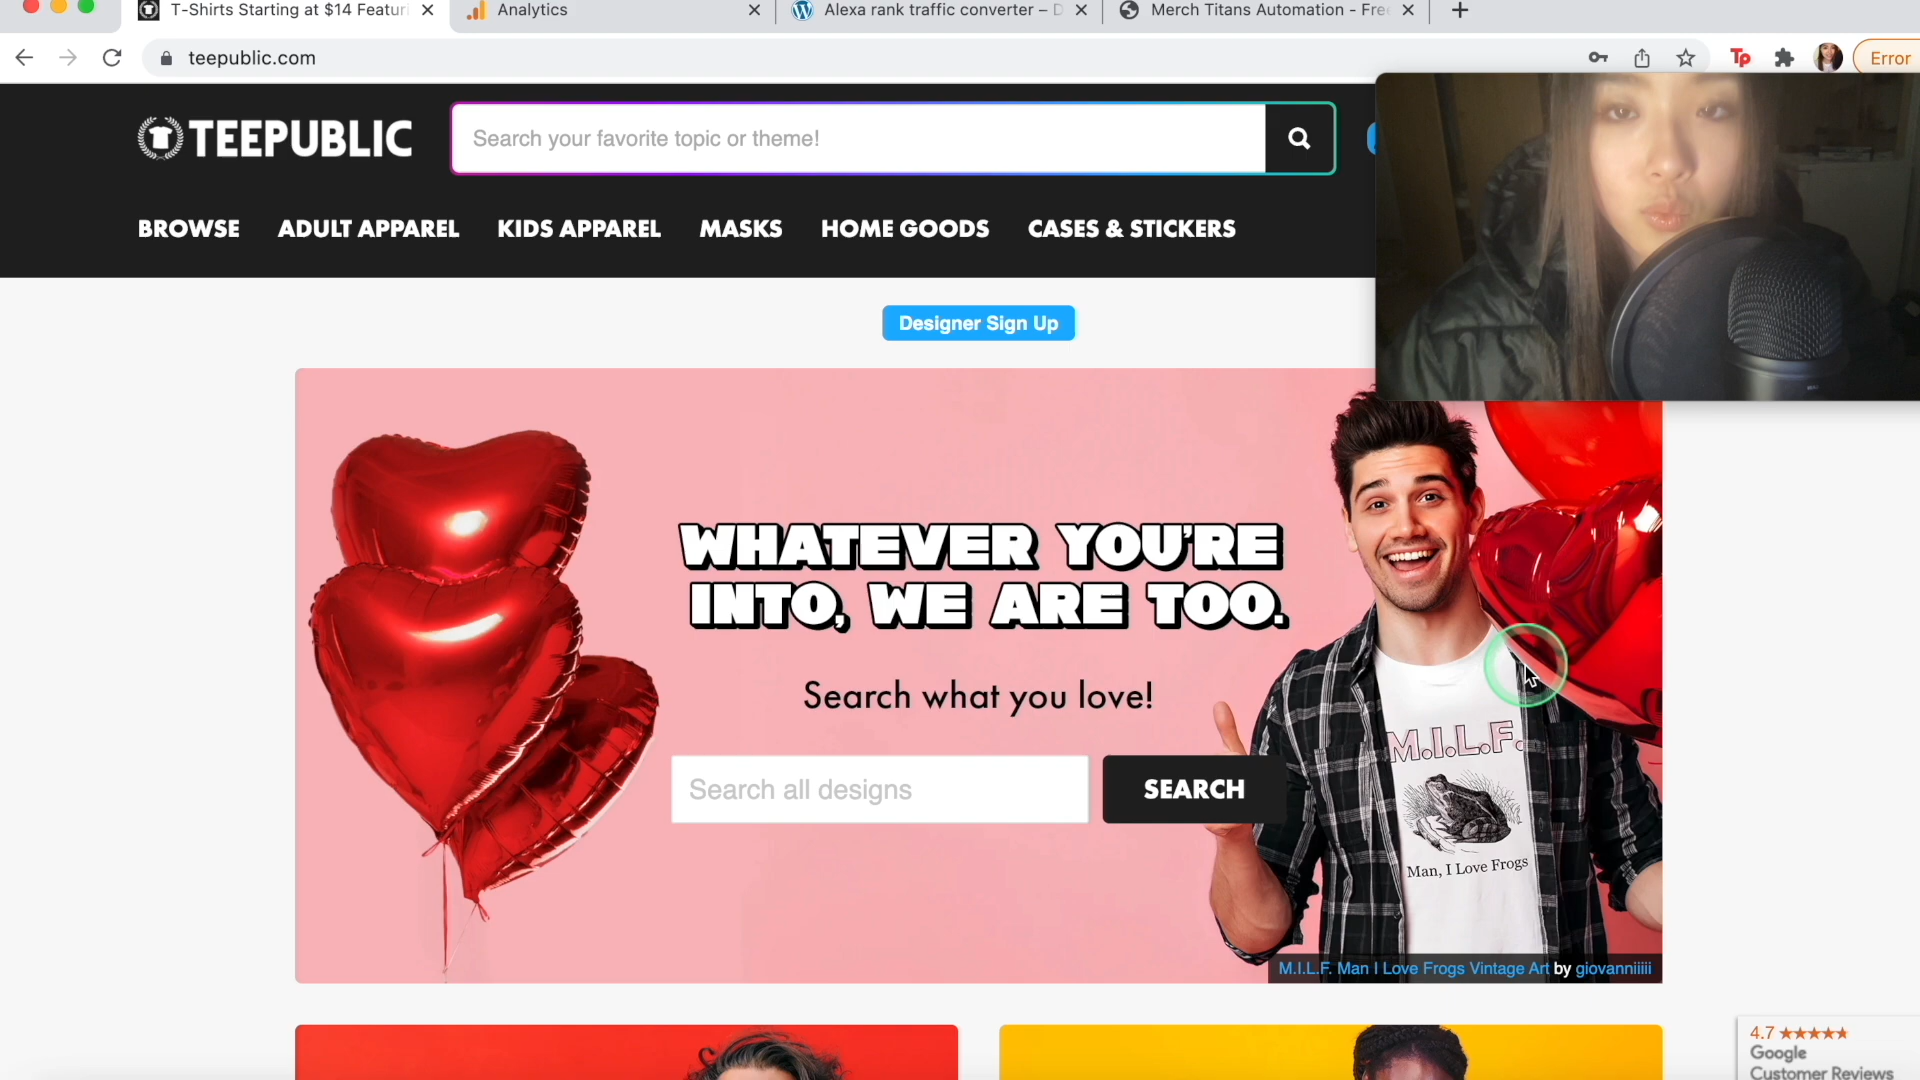 T-Shirts Starting at $14 Featuri
Analytics
Alexa rank traffic converter – D
Merch Titans Automation - Free
teepublic.com
Tp
Error
TEEPUBLIC
Search your favorite topic or theme!
BROWSE
ADULT APPAREL
KIDS APPAREL
MASKS
HOME GOODS
CASES & STICKERS
Designer Sign Up
WHATEVER YOU'RE
INTO, WE ARE TOO.
Search what you love!
Search all designs
SEARCH
M.I.L.F.
Man, I Love Frogs
M.I.L.F. Man I Love Frogs Vintage Art by giovanniiiii
4.7
Google
Customer Reviews